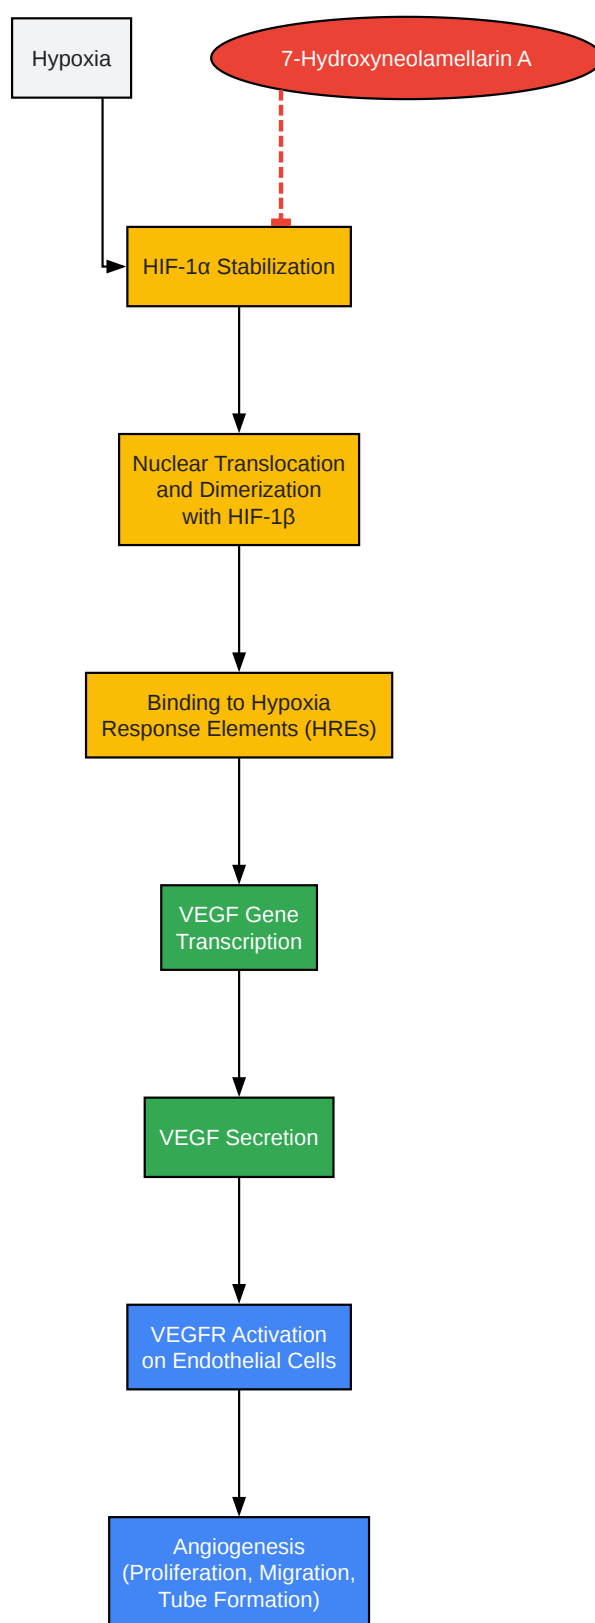 Hypoxia
7-Hydroxyneolamellarin A
HIF-1α Stabilization
Nuclear Translocation
and Dimerization
with HIF-1β
Binding to Hypoxia
Response Elements (HREs)
VEGF Gene
Transcription
VEGF Secretion
VEGFR Activation
on Endothelial Cells
Angiogenesis
(Proliferation, Migration,
Tube Formation)